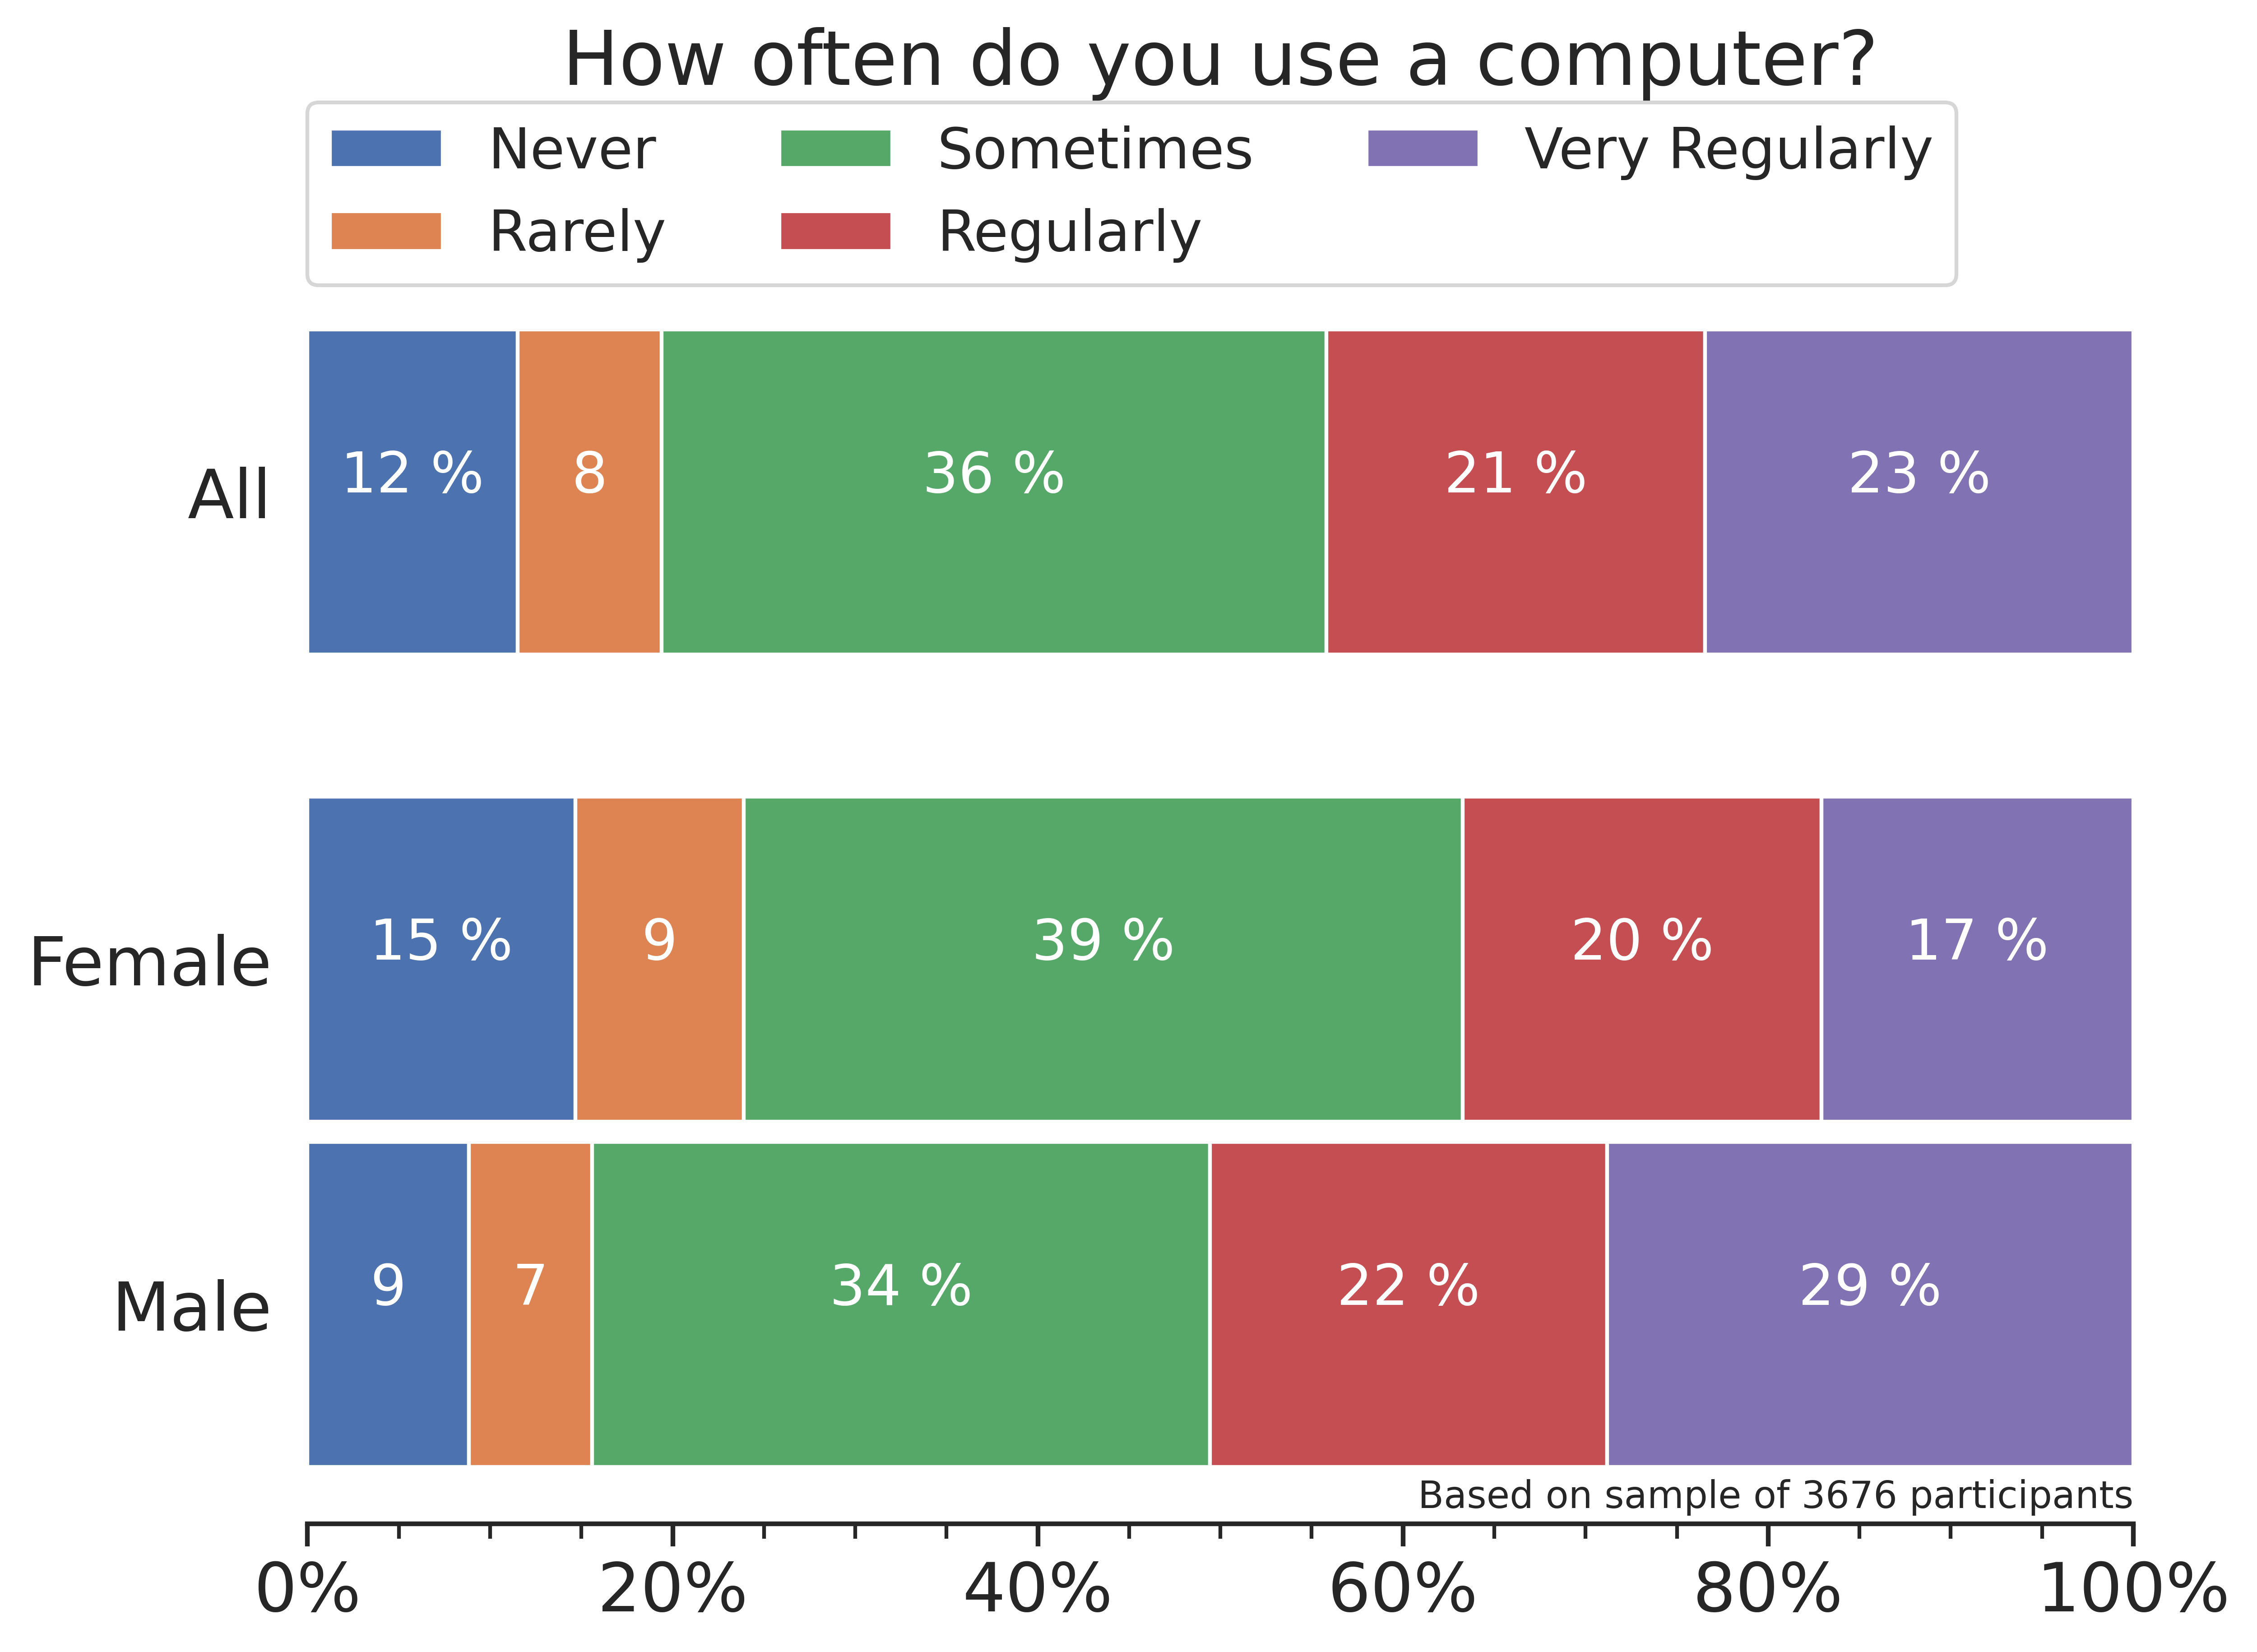 How often do you use a computer?
Never Sometimes Very Regularly
Rarely Regularly
All 12 % 8 36 % 21 % 23 %
Female 15 % 9 39 % 20 % 17 %
Male 9 7 34 % 22 % 29 %
Based on sample of 3676 participants
0% 20% 40% 60% 80% 100%